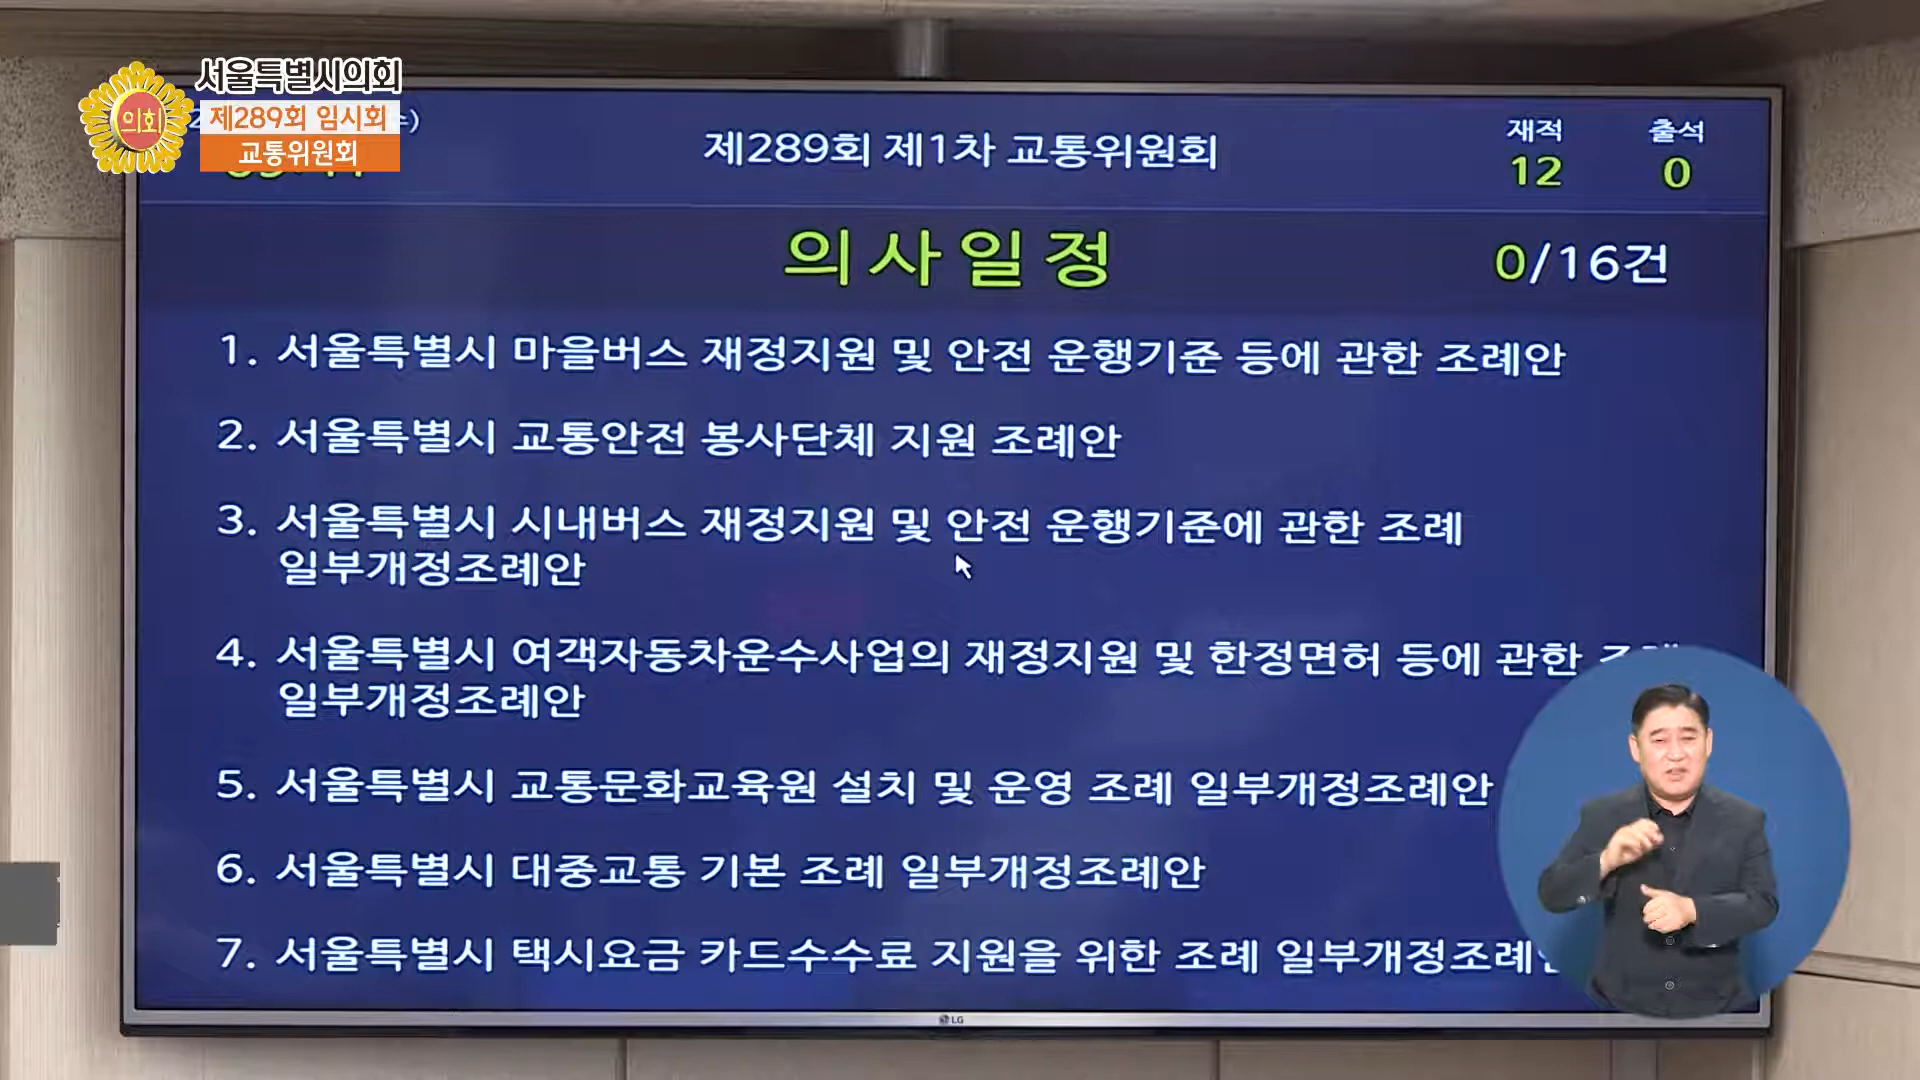 서울특별시의회
의회
제289회 임시회
교통위원회
제289회 제1차 교통위원회
재적
출석
12
0
의사일정
0/16건
1. 서울특별시 마을버스 재정지원 및 안전 운행기준 등에 관한 조례안
2. 서울특별시 교통안전 봉사단체 지원 조례안
3. 서울특별시 시내버스 재정지원 및 안전 운행기준에 관한 조례
일부개정조례안
4. 서울특별시 여객자동차운수사업의 재정지원 및 한정면허 등에 관한
일부개정조례안
5. 서울특별시 교통문화교육원 설치 및 운영 조례 일부개정조례안
6. 서울특별시 대중교통 기본 조례 일부개정조례안
7. 서울특별시 택시요금 카드수수료 지원을 위한 조례
LG